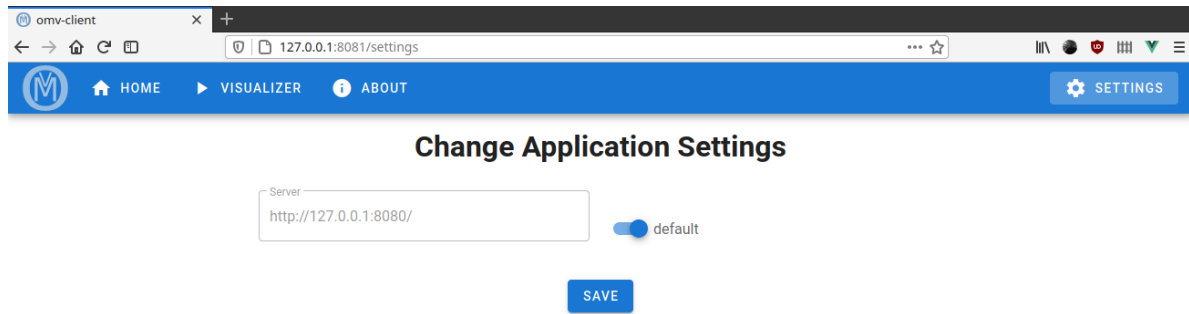 omv-client
127.0.0.1:8081/settings
HOME VISUALIZER ABOUT SETTINGS
Change Application Settings
Server
http://127.0.0.1:8080/
default
SAVE